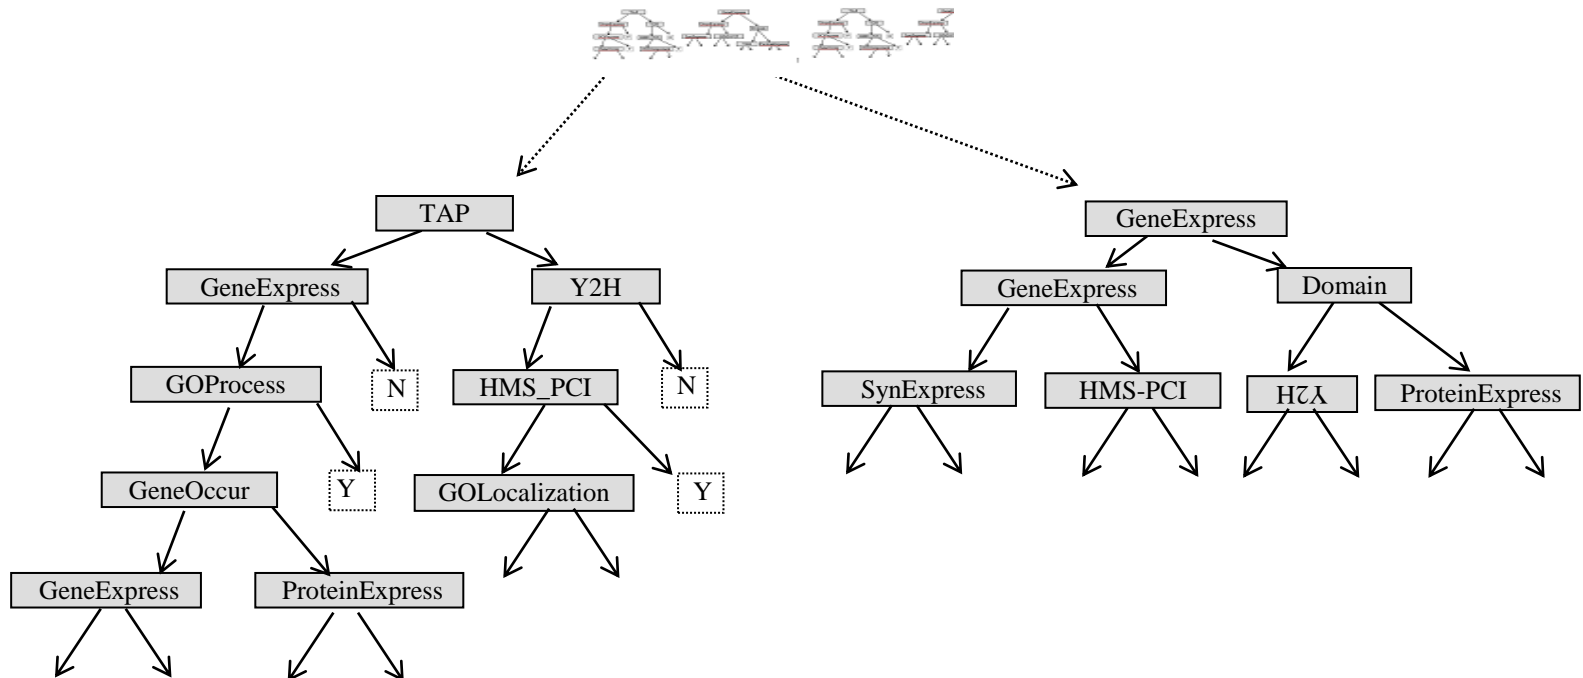 TAP
GeneExpress
GeneExpress
Y2H
GeneExpress
Domain
GOProcess
N
HMS_PCI
N
SynExpress
HMS-PCI
Y2H
ProteinExpress
GeneOccur
Y
GOLocalization
Y
GeneExpress
ProteinExpress